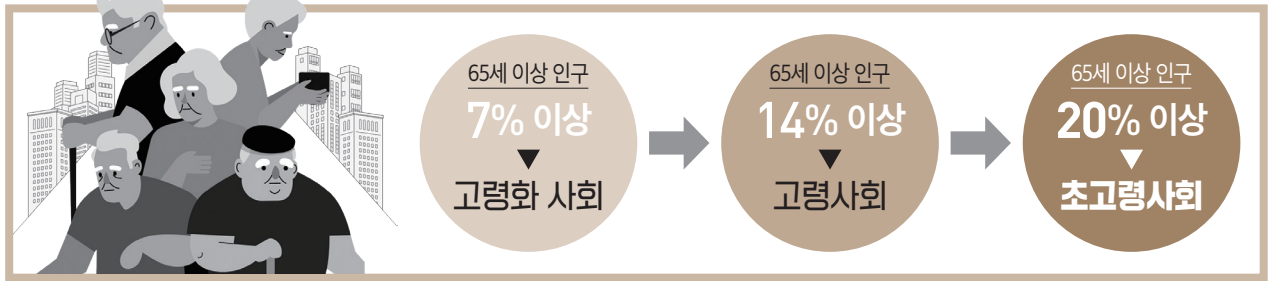 65세 이상 인구
7% 이상
▼
고령화 사회
65세 이상 인구
14% 이상
▼
고령사회
65세 이상 인구
20% 이상
▼
초고령사회